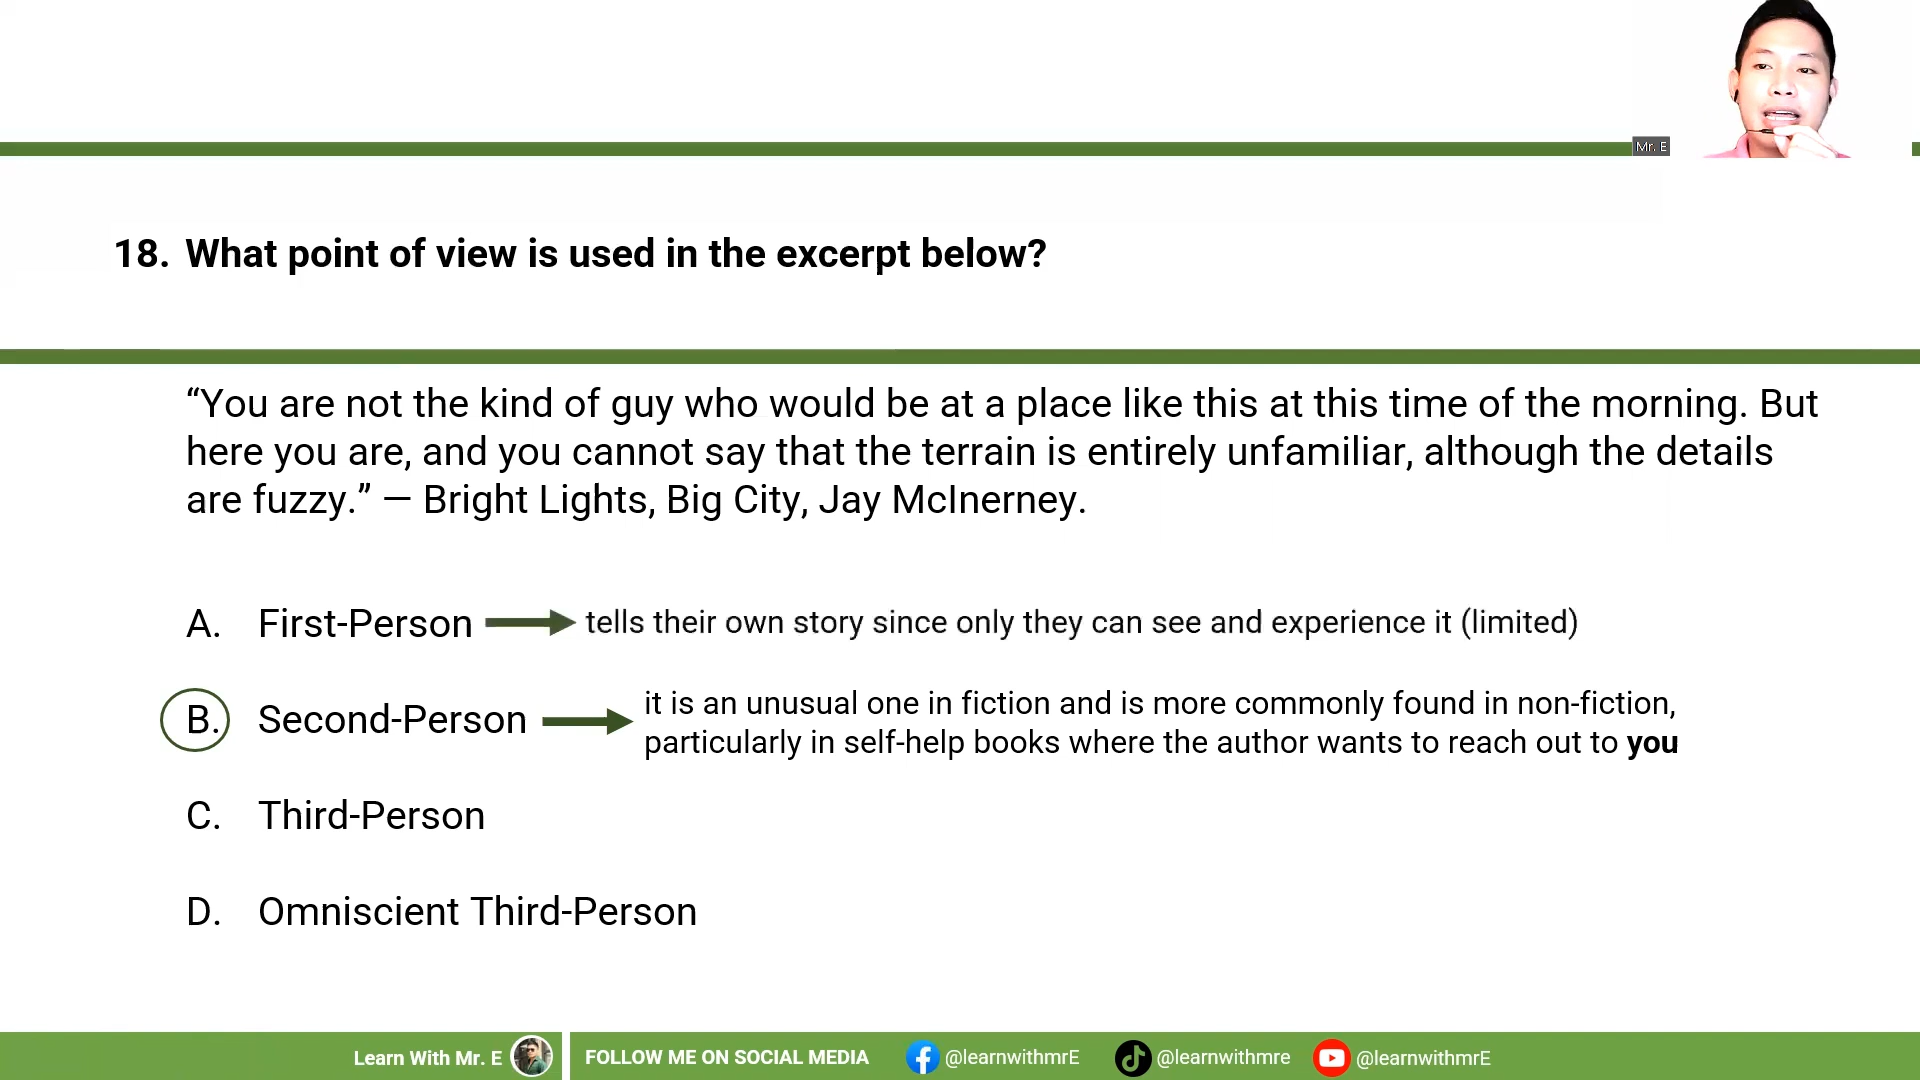 Mr. E
18. What point of view is used in the excerpt below?
“You are not the kind of guy who would be at a place like this at this time of the morning. But
here you are, and you cannot say that the terrain is entirely unfamiliar, although the details
are fuzzy.” — Bright Lights, Big City, Jay McInerney.
A. First-Person tells their own story since only they can see and experience it (limited)
B. Second-Person it is an unusual one in fiction and is more commonly found in non-fiction,
particularly in self-help books where the author wants to reach out to you
C. Third-Person
D. Omniscient Third-Person
Learn With Mr. E FOLLOW ME ON SOCIAL MEDIA @learnwithmrE @learnwithmre @learnwithmrE